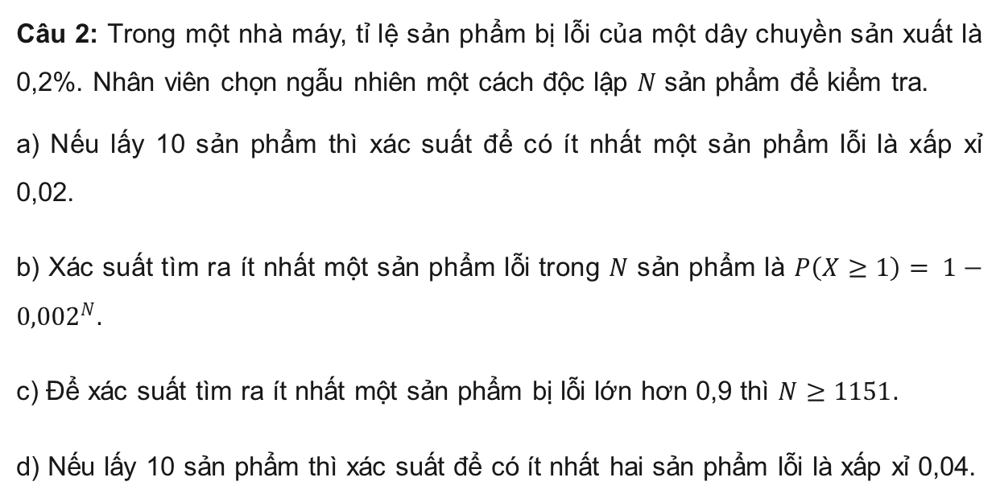 Câu 2: Trong một nhà máy, tỉ lệ sản phẩm bị lỗi của một dây chuyền sản xuất là
0,2%. Nhân viên chọn ngẫu nhiên một cách độc lập N sản phẩm để kiểm tra.
a) Nếu lấy 10 sản phẩm thì xác suất để có ít nhất một sản phẩm lỗi là xấp xỉ
0,02.
b) Xác suất tìm ra ít nhất một sản phẩm lỗi trong N sản phẩm là P(X ≥ 1) = 1 −
0,002^N.
c) Để xác suất tìm ra ít nhất một sản phẩm bị lỗi lớn hơn 0,9 thì N ≥ 1151.
d) Nếu lấy 10 sản phẩm thì xác suất để có ít nhất hai sản phẩm lỗi là xấp xỉ 0,04.